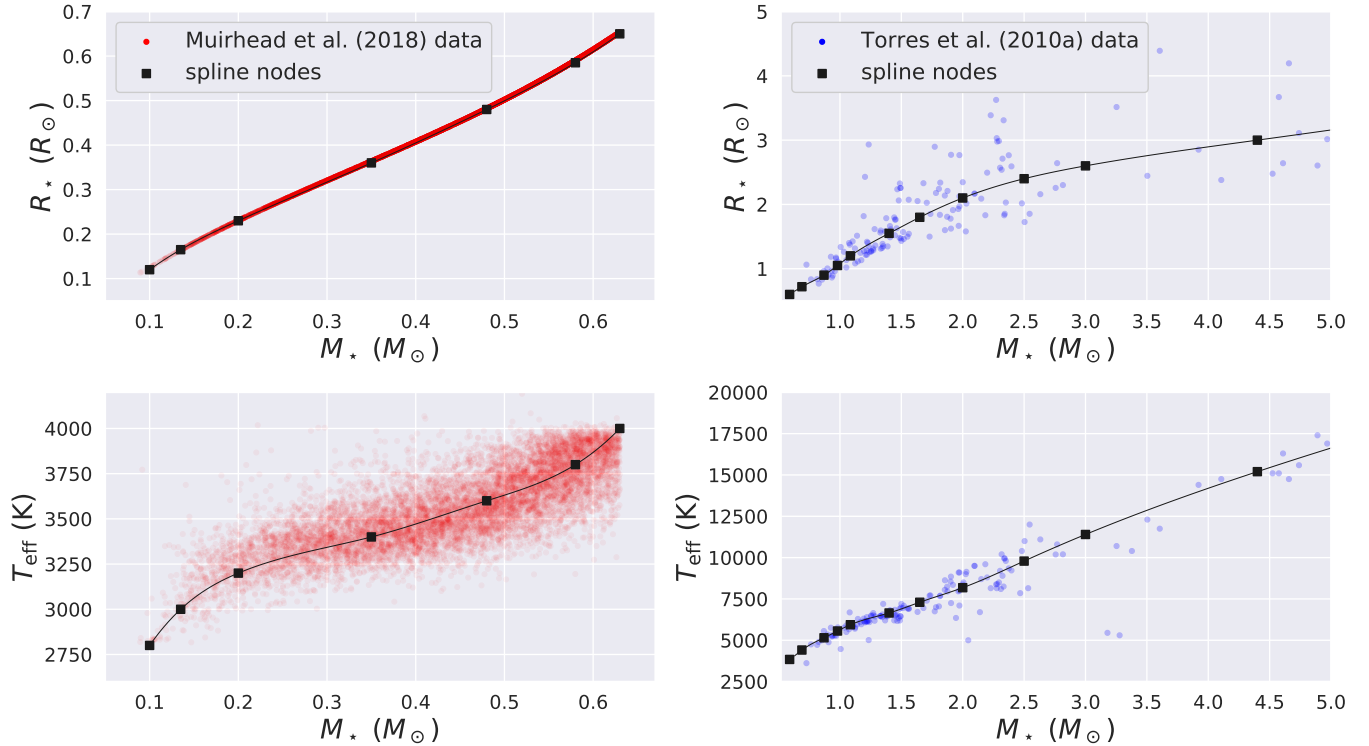 0.7
0.6
0.5
0.4
0.3
0.2
0.1
R⋆ (R⊙)
Muirhead et al. (2018) data
spline nodes
0.1 0.2 0.3 0.4 0.5 0.6
M⋆ (M⊙)
5
4
3
2
1
R⋆ (R⊙)
Torres et al. (2010a) data
spline nodes
1.0 1.5 2.0 2.5 3.0 3.5 4.0 4.5 5.0
M⋆ (M⊙)
4000
3750
3500
3250
3000
2750
Teff (K)
0.1 0.2 0.3 0.4 0.5 0.6
M⋆ (M⊙)
20000
17500
15000
12500
10000
7500
5000
2500
Teff (K)
1.0 1.5 2.0 2.5 3.0 3.5 4.0 4.5 5.0
M⋆ (M⊙)